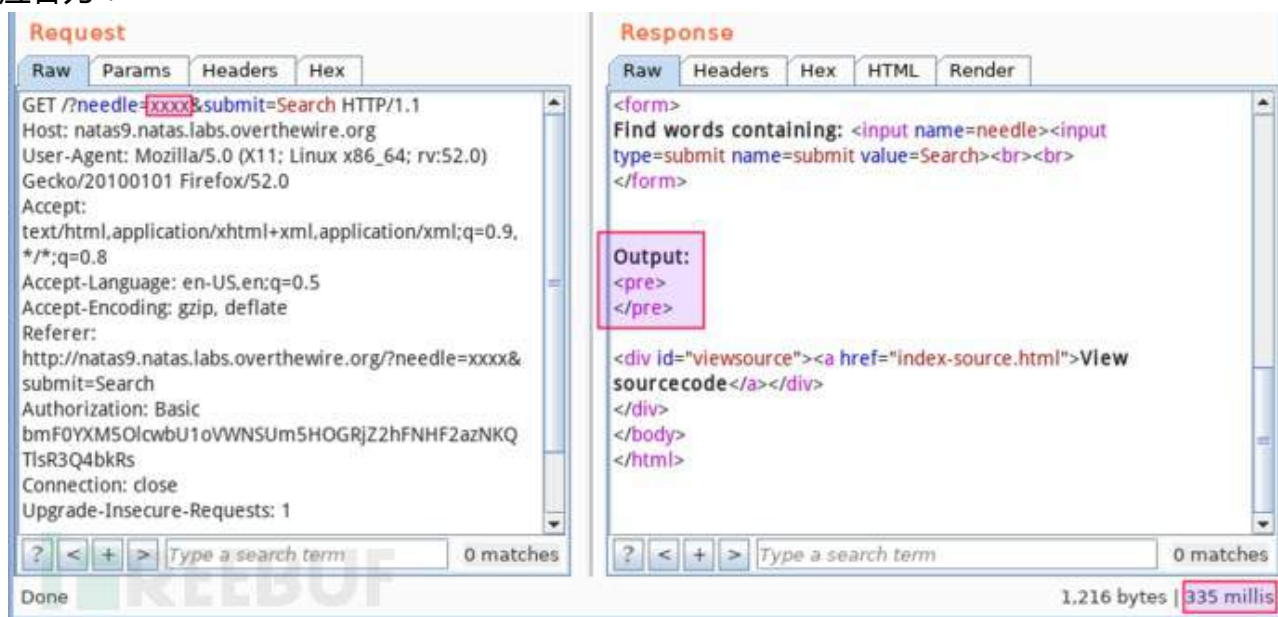 注官方：
Request
Raw Params Headers Hex
GET /?needle=xxxx&submit=Search HTTP/1.1
Host: natas9.natas.labs.overthewire.org
User-Agent: Mozilla/5.0 (X11; Linux x86_64; rv:52.0)
Gecko/20100101 Firefox/52.0
Accept:
text/html,application/xhtml+xml,application/xml;q=0.9,
*/*;q=0.8
Accept-Language: en-US,en;q=0.5
Accept-Encoding: gzip, deflate
Referer:
http://natas9.natas.labs.overthewire.org/?needle=xxxx&
submit=Search
Authorization: Basic
bmF0YXM5OlcwbU1oVWNSUm5HOGRjZ2hFNHF2azNKQ
TlsR3Q4bkRs
Connection: close
Upgrade-Insecure-Requests: 1
? < + > Type a search term 0 matches
Done
Response
Raw Headers Hex HTML Render
<form>
Find words containing: <input name=needle><input
type=submit name=submit value=Search><br><br>
</form>
Output:
<pre>
</pre>
<div id="viewsource"><a href="index-source.html">View
sourcecode</a></div>
</div>
</body>
</html>
? < + > Type a search term 0 matches
1,216 bytes | 335 millis
REEBUF